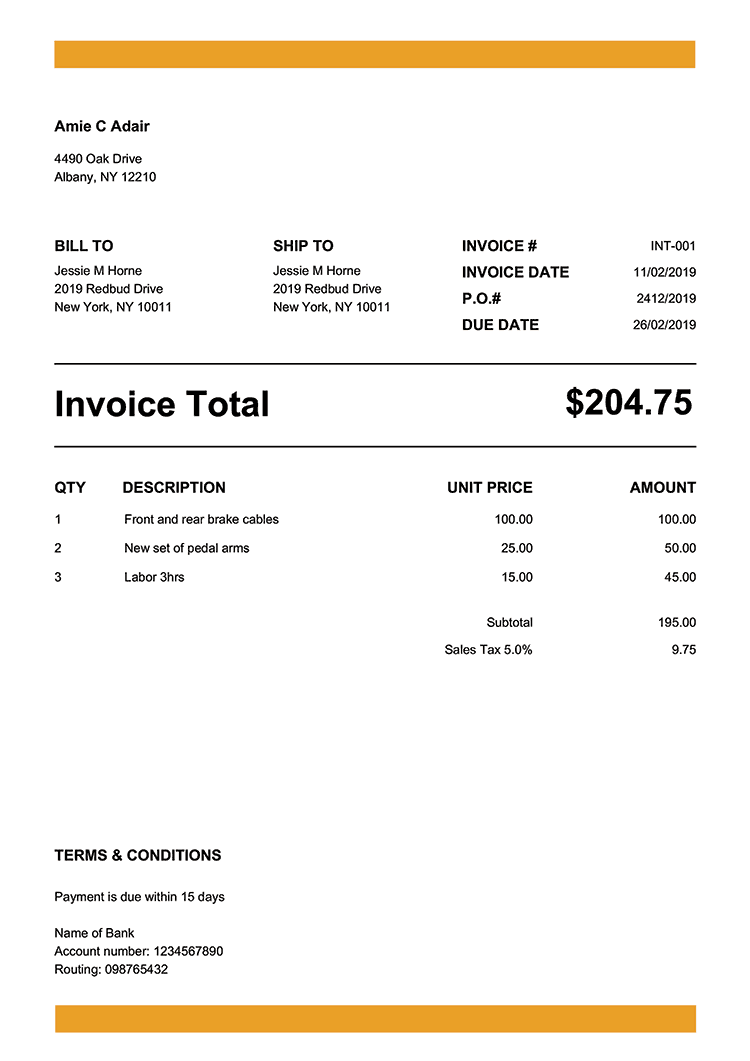 Amie C Adair
4490 Oak Drive
Albany, NY 12210
BILL TO
Jessie M Horne
2019 Redbud Drive
New York, NY 10011
SHIP TO
Jessie M Horne
2019 Redbud Drive
New York, NY 10011
INVOICE # INT-001
INVOICE DATE 11/02/2019
P.O.# 2412/2019
DUE DATE 26/02/2019
Invoice Total $204.75
QTY DESCRIPTION UNIT PRICE AMOUNT
1 Front and rear brake cables 100.00 100.00
2 New set of pedal arms 25.00 50.00
3 Labor 3hrs 15.00 45.00
Subtotal 195.00
Sales Tax 5.0% 9.75
TERMS & CONDITIONS
Payment is due within 15 days
Name of Bank
Account number: 1234567890
Routing: 098765432